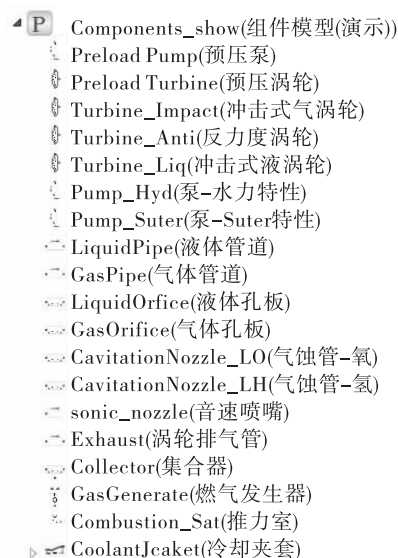 P Components_show(组件模型(演示))
Preload Pump(预压泵)
Preload Turbine(预压涡轮)
Turbine_Impact(冲击式气涡轮)
Turbine_Anti(反力度涡轮)
Turbine_Liq(冲击式液涡轮)
Pump_Hyd(泵-水力特性)
Pump_Suter(泵-Suter特性)
LiquidPipe(液体管道)
GasPipe(气体管道)
LiquidOrfice(液体孔板)
GasOrifice(气体孔板)
CavitationNozzle_LO(气蚀管-氧)
CavitationNozzle_LH(气蚀管-氢)
sonic_nozzle(音速喷嘴)
Exhaust(涡轮排气管)
Collector(集合器)
GasGenerate(燃气发生器)
Combustion_Sat(推力室)
CoolantJcaket(冷却夹套)